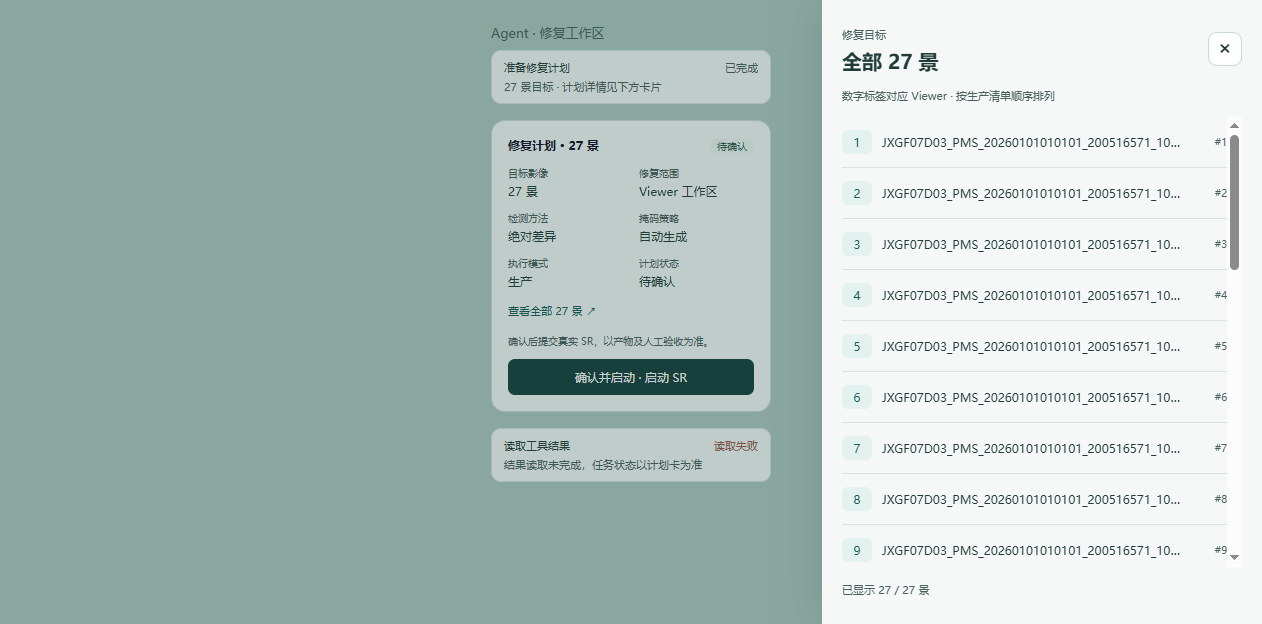 Agent · 修复工作区
准备修复计划 已完成
27 景目标 · 计划详情见下方卡片
修复计划 • 27 景 待确认
目标影像 修复范围
27 景 Viewer 工作区
检测方法 掩码策略
绝对差异 自动生成
执行模式 计划状态
生产 待确认
查看全部 27 景 ↗
确认后提交真实 SR，以产物及人工验收为准。
确认并启动 · 启动 SR
读取工具结果 读取失败
结果读取未完成，任务状态以计划卡为准
修复目标
全部 27 景
×
数字标签对应 Viewer · 按生产清单顺序排列
1 JXGF07D03_PMS_20260101010101_200516571_10... #1
2 JXGF07D03_PMS_20260101010101_200516571_10... #2
3 JXGF07D03_PMS_20260101010101_200516571_10... #3
4 JXGF07D03_PMS_20260101010101_200516571_10... #4
5 JXGF07D03_PMS_20260101010101_200516571_10... #5
6 JXGF07D03_PMS_20260101010101_200516571_10... #6
7 JXGF07D03_PMS_20260101010101_200516571_10... #7
8 JXGF07D03_PMS_20260101010101_200516571_10... #8
9 JXGF07D03_PMS_20260101010101_200516571_10... #9
已显示 27 / 27 景